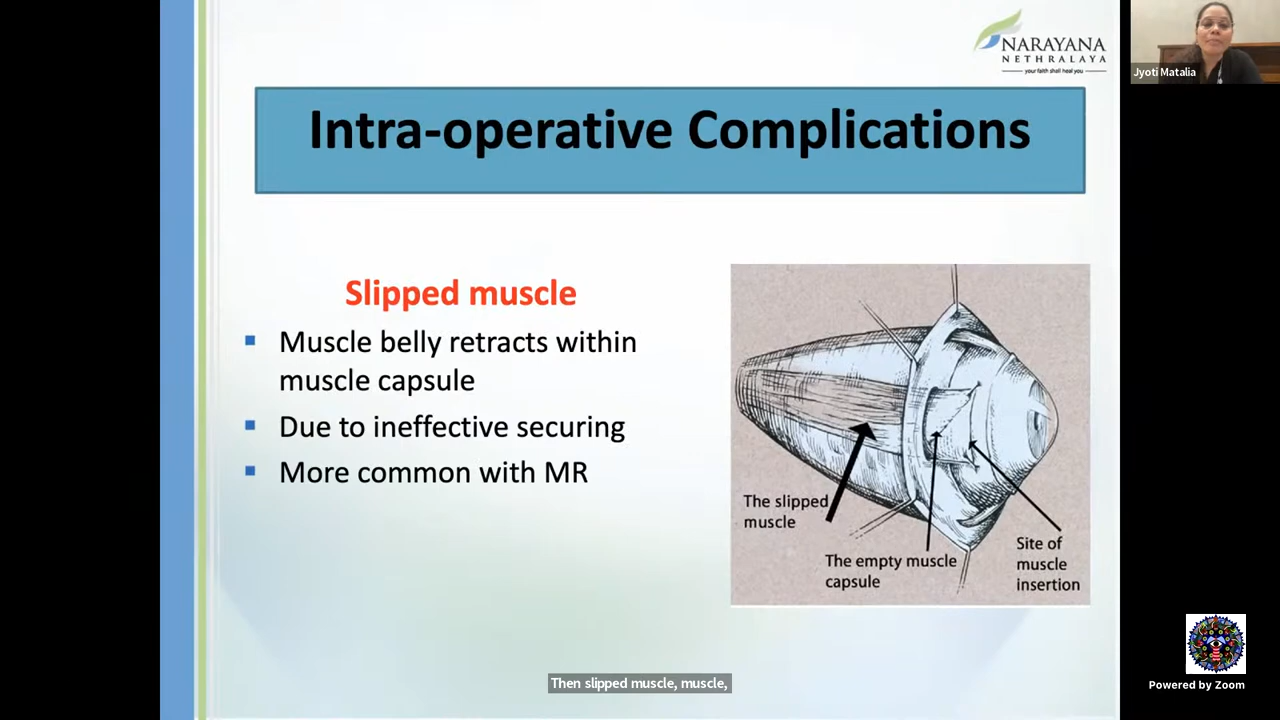 NARAYANA
NETHRALAYA
your faith shall heal you
Jyoti Matalia
Intra-operative Complications
Slipped muscle
Muscle belly retracts within
muscle capsule
Due to ineffective securing
More common with MR
The slipped
muscle
The empty muscle
capsule
Site of
muscle
insertion
Then slipped muscle, muscle,
Powered by Zoom